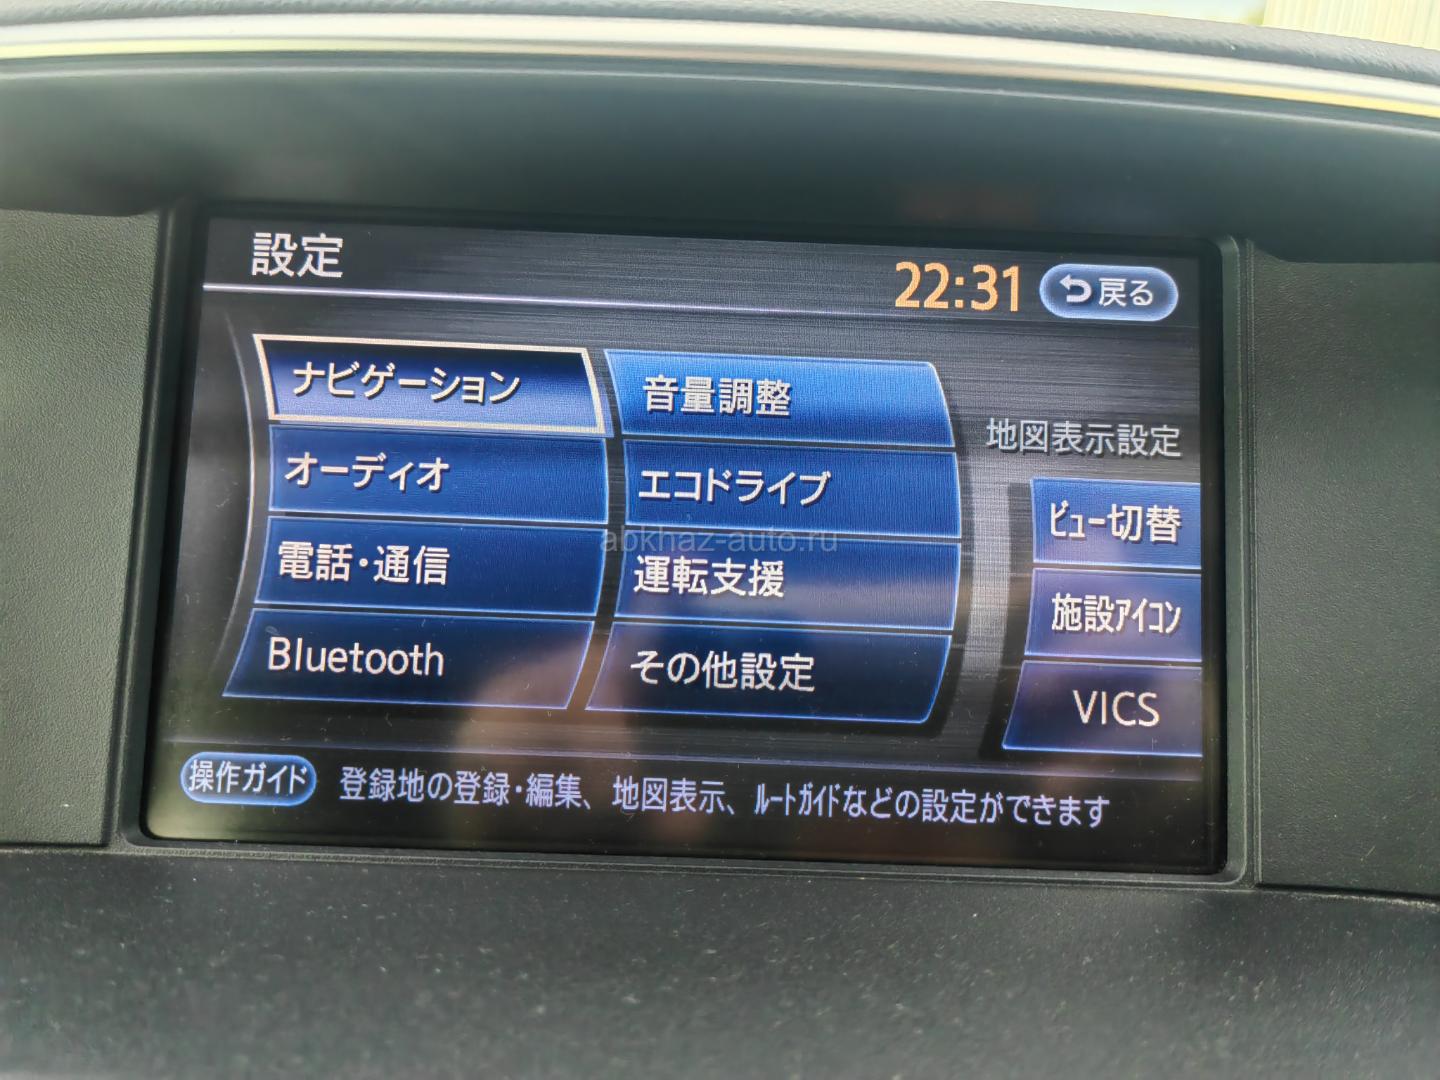 設定
22:31
戻る
ナビゲーション
音量調整
オーディオ
エコドライブ
電話・通信
運転支援
Bluetooth
その他設定
地図表示設定
ﾋﾞｭｰ切替
施設ｱｲｺﾝ
VICS
abkhaz-auto.ru
操作ガイド
登録地の登録・編集、地図表示、ﾙｰﾄｶﾞｲﾄﾞなどの設定ができます